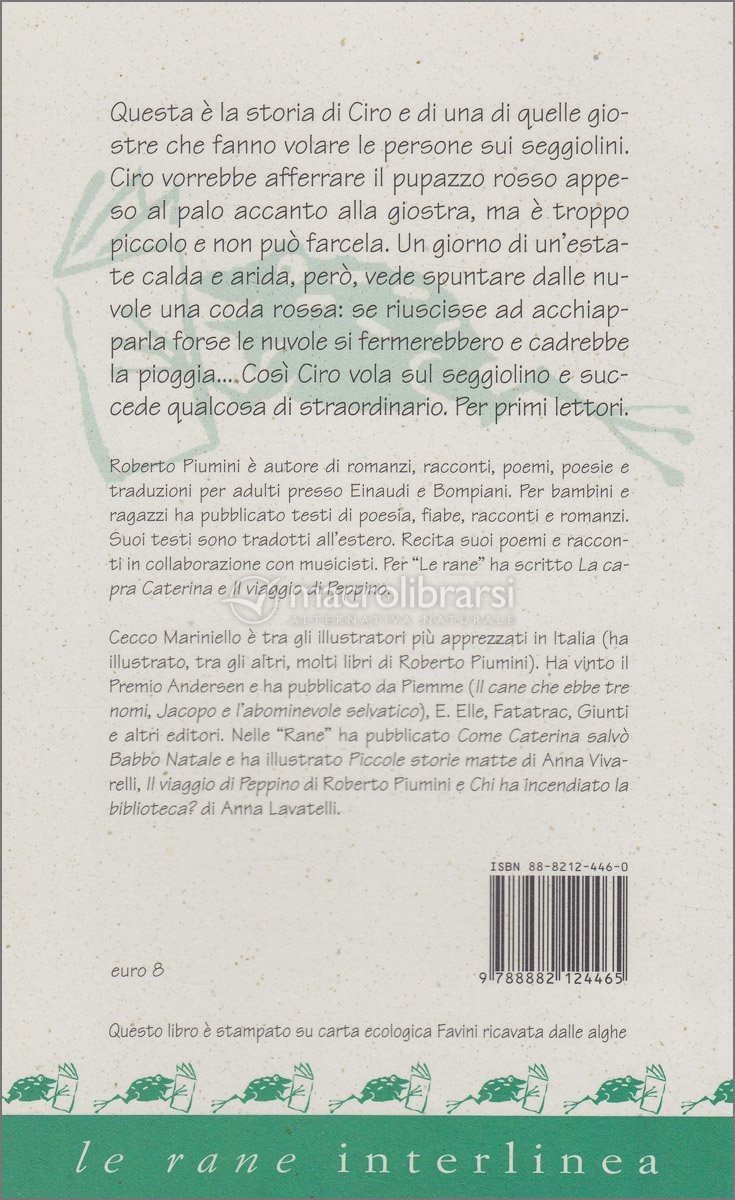 Questa è la storia di Ciro e di una di quelle gio-
stre che fanno volare le persone sui seggiolini.
Ciro vorrebbe afferrare il pupazzo rosso appe-
so al palo accanto alla giostra, ma è troppo
piccolo e non può farcela. Un giorno di un'esta-
te calda e arida, però, vede spuntare dalle nu-
vole una coda rossa: se riuscisse ad acchiap-
parla forse le nuvole si fermerebbero e cadrebbe
la pioggia.... Così Ciro vola sul seggiolino e suc-
cede qualcosa di straordinario. Per primi lettori.
Roberto Piumini è autore di romanzi, racconti, poemi, poesie e
traduzioni per adulti presso Einaudi e Bompiani. Per bambini e
ragazzi ha pubblicato testi di poesia, fiabe, racconti e romanzi.
Suoi testi sono tradotti all'estero. Recita suoi poemi e raccon-
ti in collaborazione con musicisti. Per "Le rane" ha scritto La ca-
pra Caterina e Il viaggio di Peppino.
macrolibrarsi
ALTERNATIVA NATURALE
Cecco Mariniello è tra gli illustratori più apprezzati in Italia (ha
illustrato, tra gli altri, molti libri di Roberto Piumini). Ha vinto il
Premio Andersen e ha pubblicato da Piemme (Il cane che ebbe tre
nomi, Jacopo e l'abominevole selvatico), E. Elle, Fatatrac, Giunti
e altri editori. Nelle "Rane" ha pubblicato Come Caterina salvò
Babbo Natale e ha illustrato Piccole storie matte di Anna Viva-
relli, Il viaggio di Peppino di Roberto Piumini e Chi ha incendiato la
biblioteca? di Anna Lavatelli.
ISBN 88-8212-446-0
9 788882 124465
euro 8
Questo libro è stampato su carta ecologica Favini ricavata dalle alghe
le rane interlinea